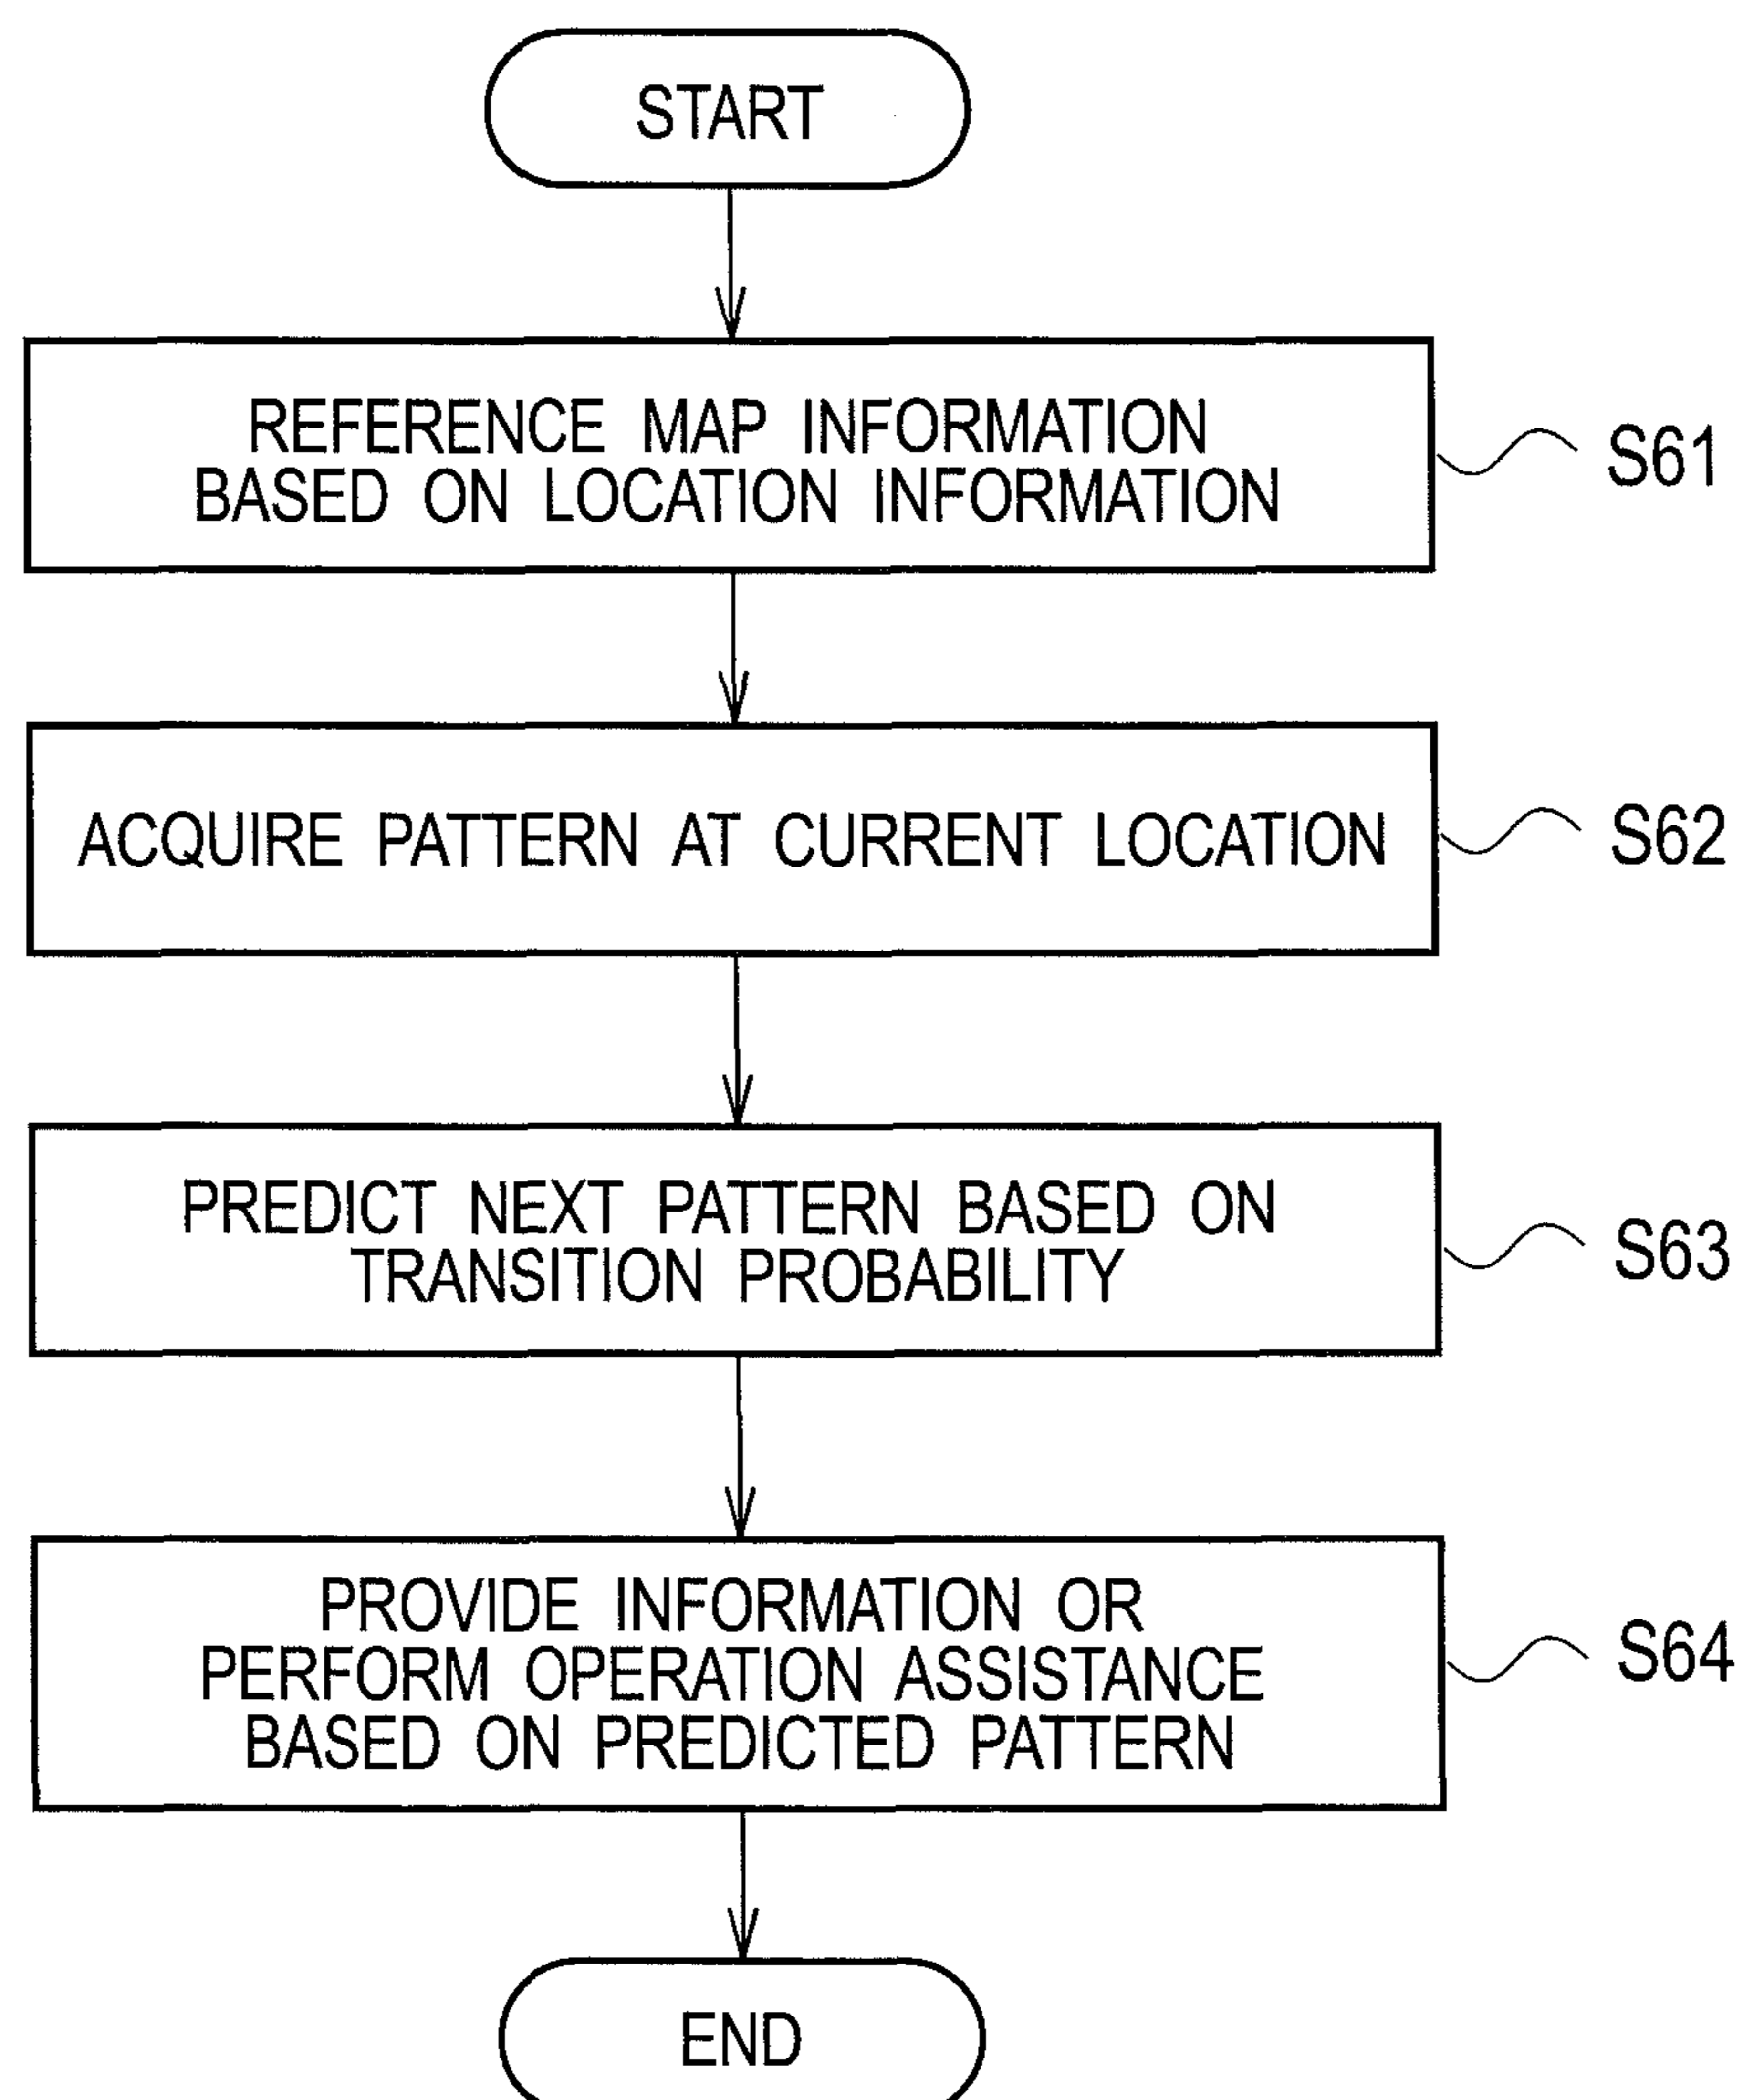 START
REFERENCE MAP INFORMATION
BASED ON LOCATION INFORMATION
S61
ACQUIRE PATTERN AT CURRENT LOCATION
S62
PREDICT NEXT PATTERN BASED ON
TRANSITION PROBABILITY
S63
PROVIDE INFORMATION OR
PERFORM OPERATION ASSISTANCE
BASED ON PREDICTED PATTERN
S64
END